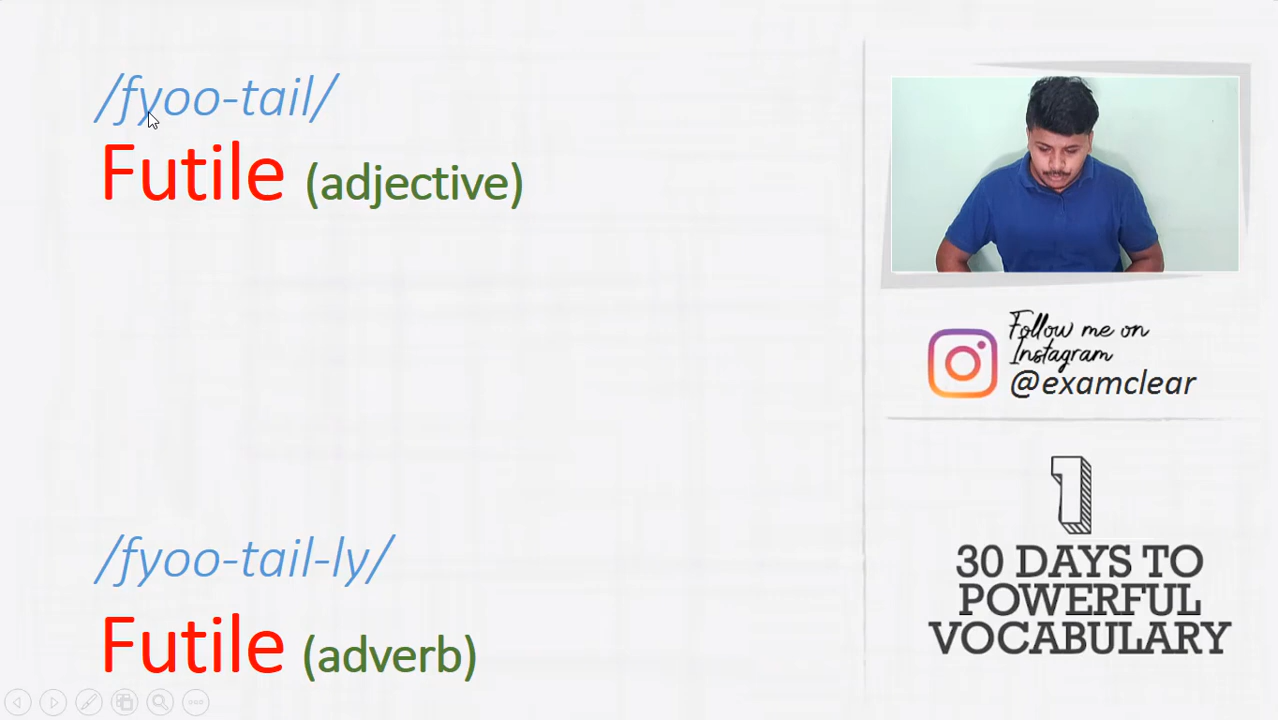 /fyoo-tail/
Futile (adjective)
/fyoo-tail-ly/
Futile (adverb)
Follow me on
Instagram
@examclear
1
30 DAYS TO
POWERFUL
VOCABULARY